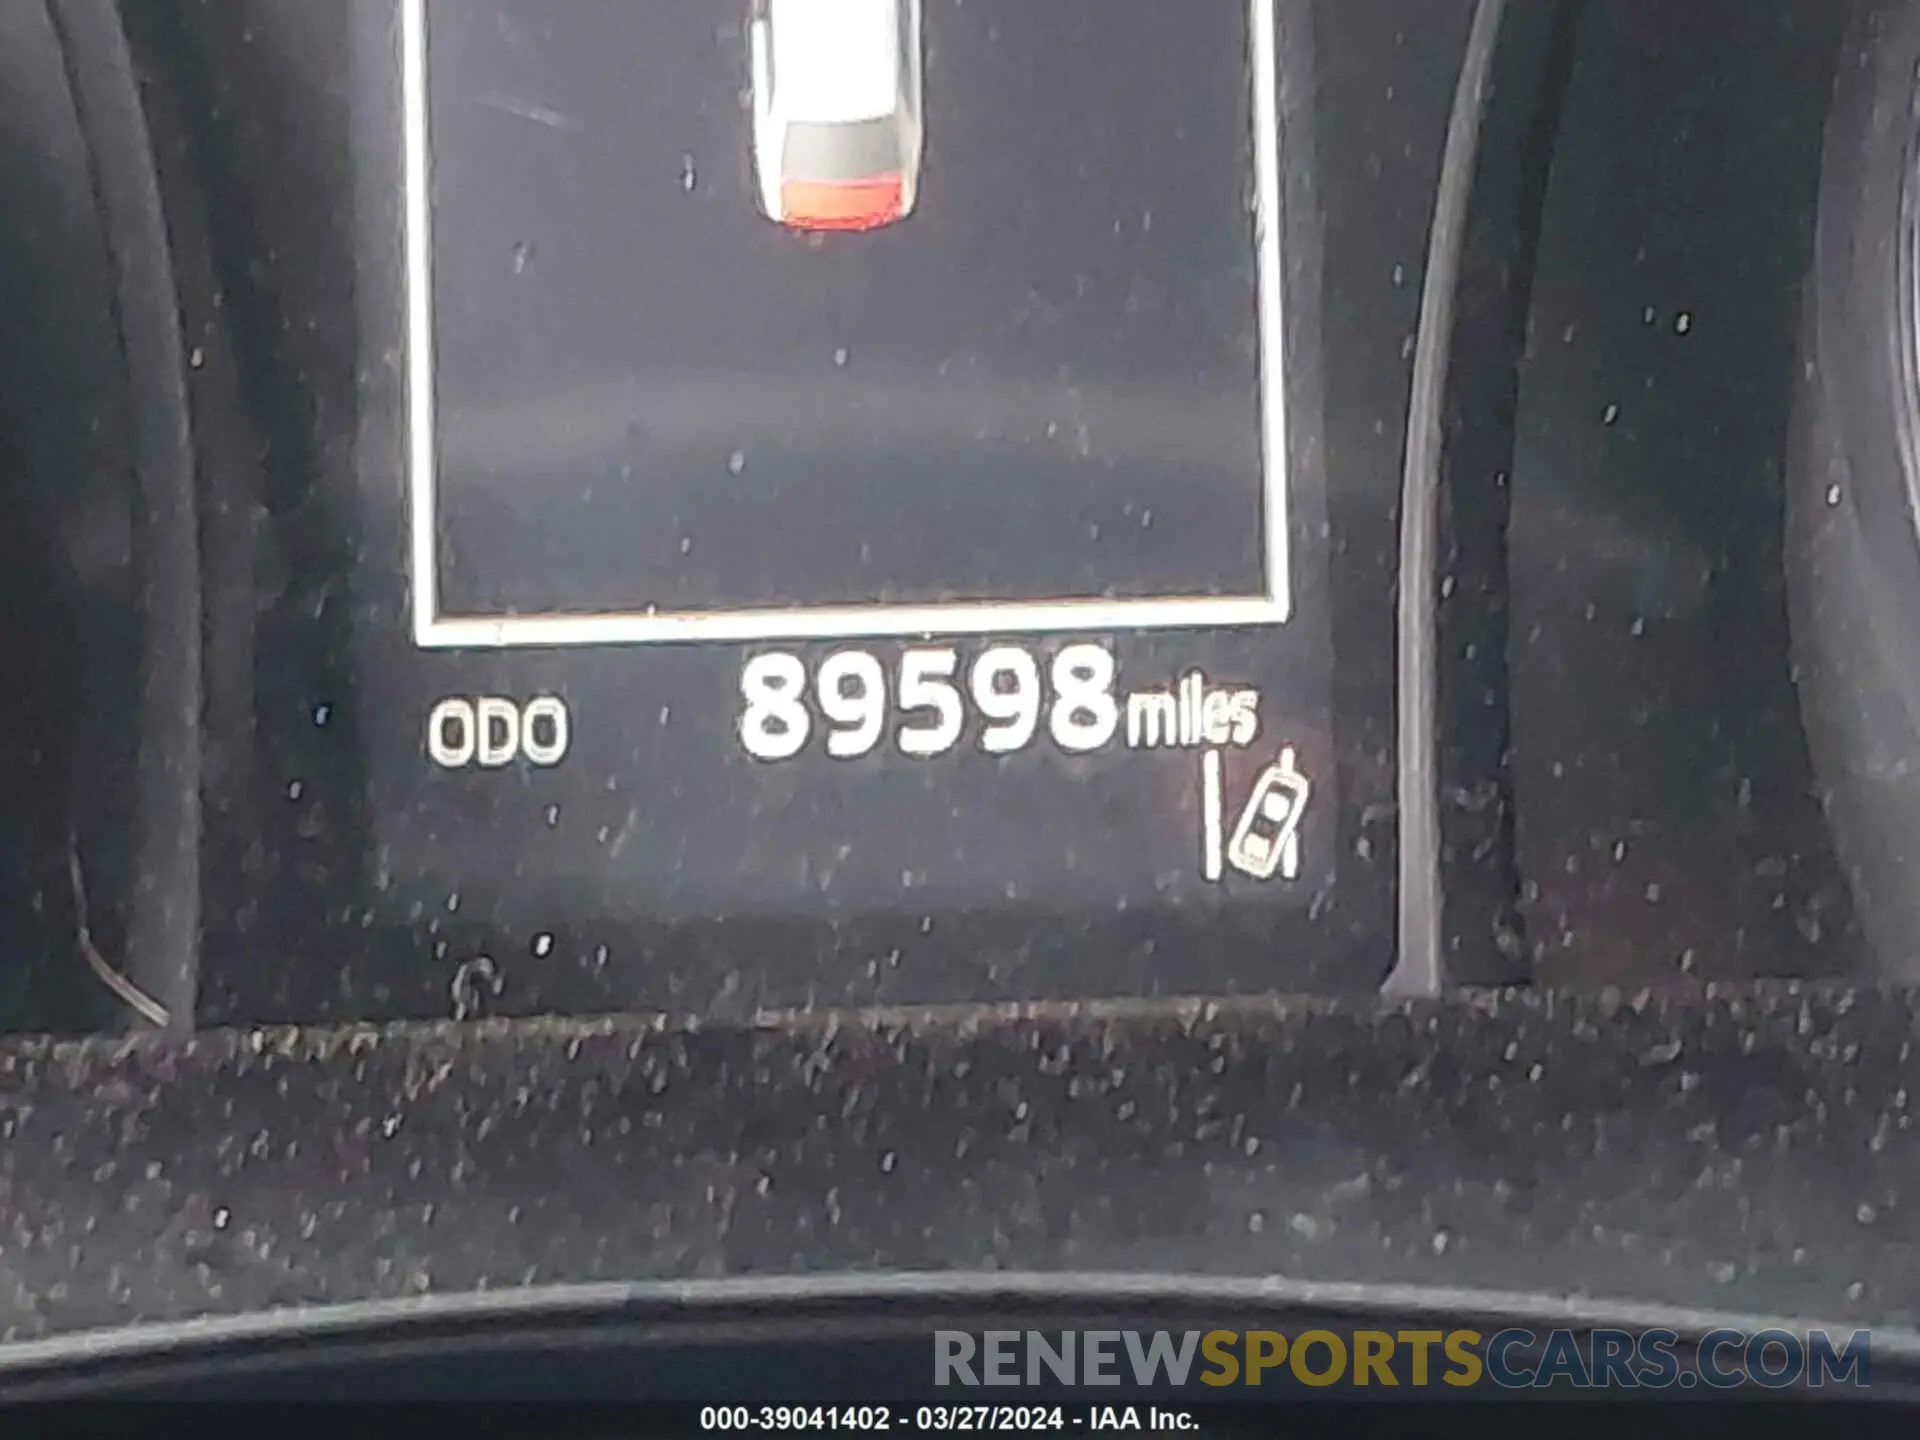 ODO 89598 miles
RENEWSPORTSCARS.COM
000-39041402 - 03/27/2024 - IAA Inc.